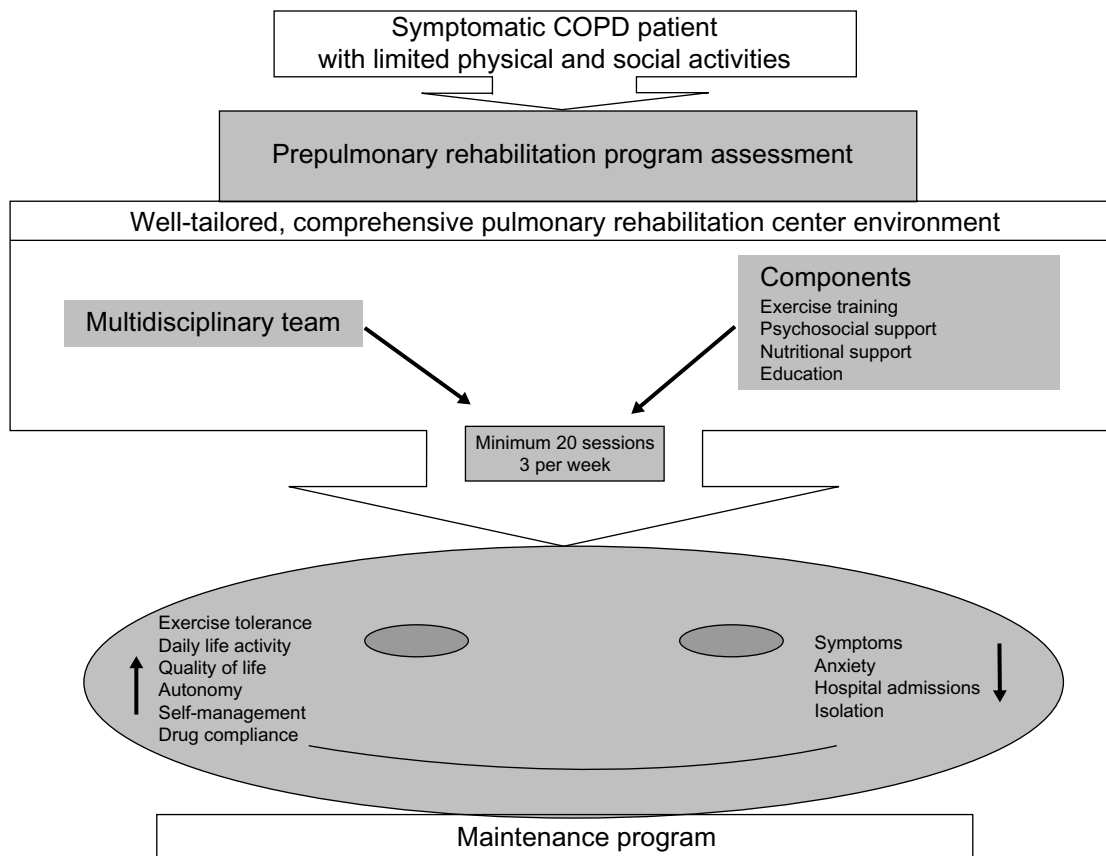 Symptomatic COPD patient
with limited physical and social activities
Prepulmonary rehabilitation program assessment
Well-tailored, comprehensive pulmonary rehabilitation center environment
Multidisciplinary team
Components
Exercise training
Psychosocial support
Nutritional support
Education
Minimum 20 sessions
3 per week
Exercise tolerance
Daily life activity
Quality of life
Autonomy
Self-management
Drug compliance
Symptoms
Anxiety
Hospital admissions
Isolation
Maintenance program